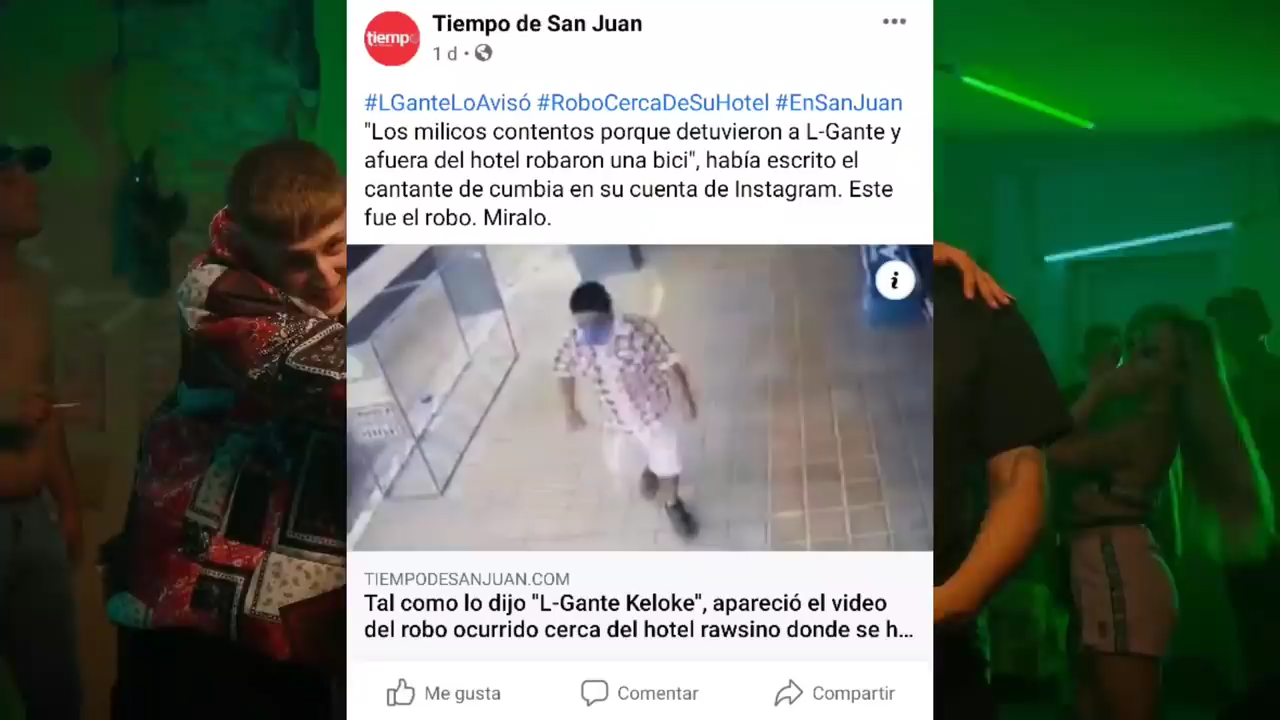 tiempo
Tiempo de San Juan
1 d
#LGanteLoAvisó #RoboCercaDeSuHotel #EnSanJuan
"Los milicos contentos porque detuvieron a L-Gante y
afuera del hotel robaron una bici", había escrito el
cantante de cumbia en su cuenta de Instagram. Este
fue el robo. Miralo.
i
TIEMPODESANJUAN.COM
Tal como lo dijo "L-Gante Keloke", apareció el video
del robo ocurrido cerca del hotel rawsino donde se h...
Me gusta
Comentar
Compartir